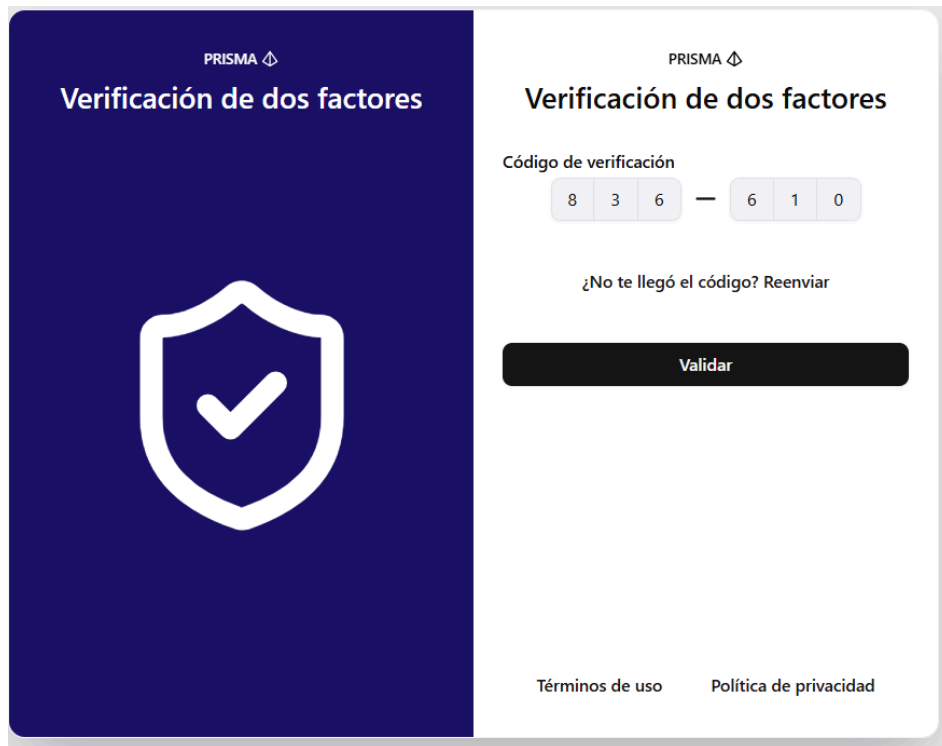 PRISMA
Verificación de dos factores
PRISMA
Verificación de dos factores
Código de verificación
8 3 6 — 6 1 0
¿No te llegó el código? Reenviar
Validar
Términos de uso Política de privacidad